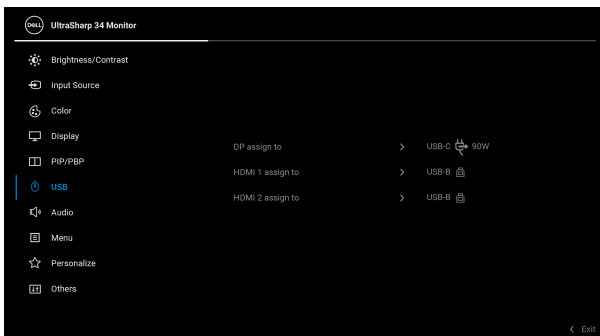 DELL UltraSharp 34 Monitor
Brightness/Contrast
Input Source
Color
Display
DP assign to USB-C 90W
PIP/PBP
HDMI 1 assign to USB-B
USB
HDMI 2 assign to USB-B
Audio
Menu
Personalize
Others
Exit